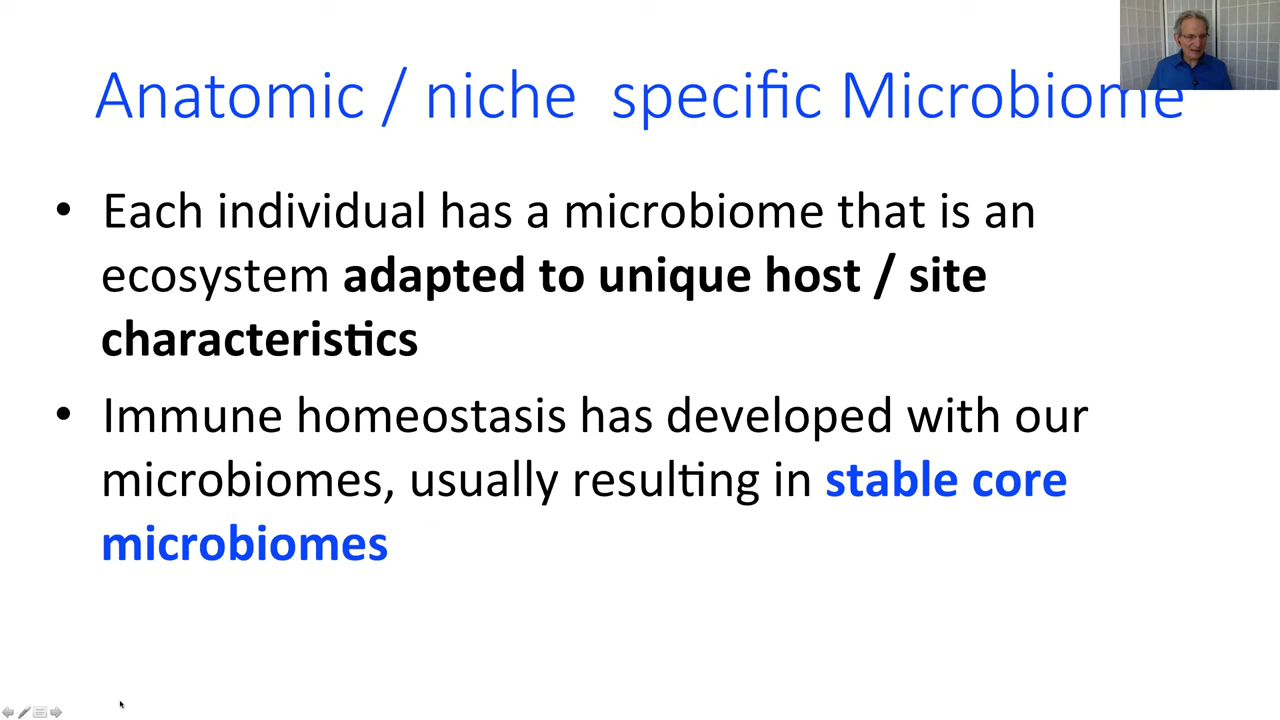 Anatomic / niche  specific Microbiome
• Each individual has a microbiome that is an
ecosystem adapted to unique host / site
characteristics
• Immune homeostasis has developed with our
microbiomes, usually resulting in stable core
microbiomes